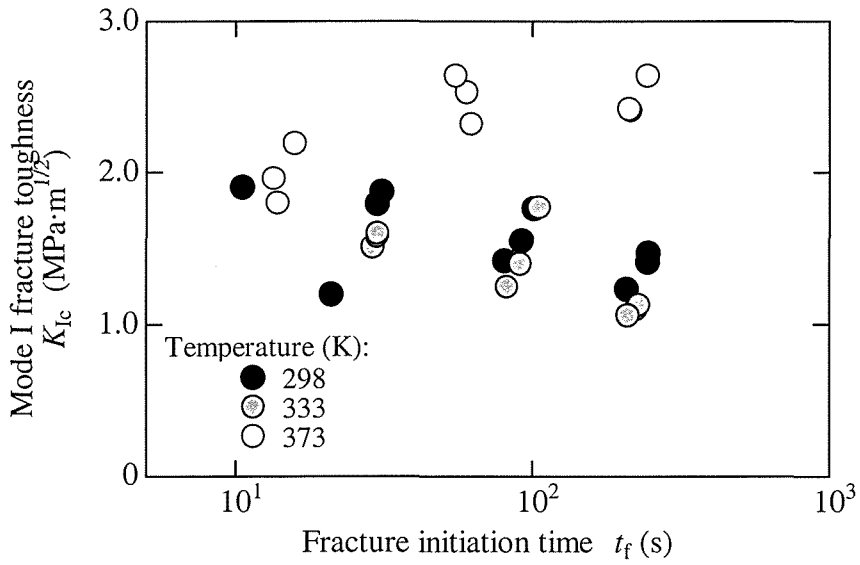 3.0
2.0
1.0
0
Mode I fracture toughness
K_Ic (MPa·m^1/2)
Temperature (K):
298
333
373
10^1
10^2
10^3
Fracture initiation time t_f (s)